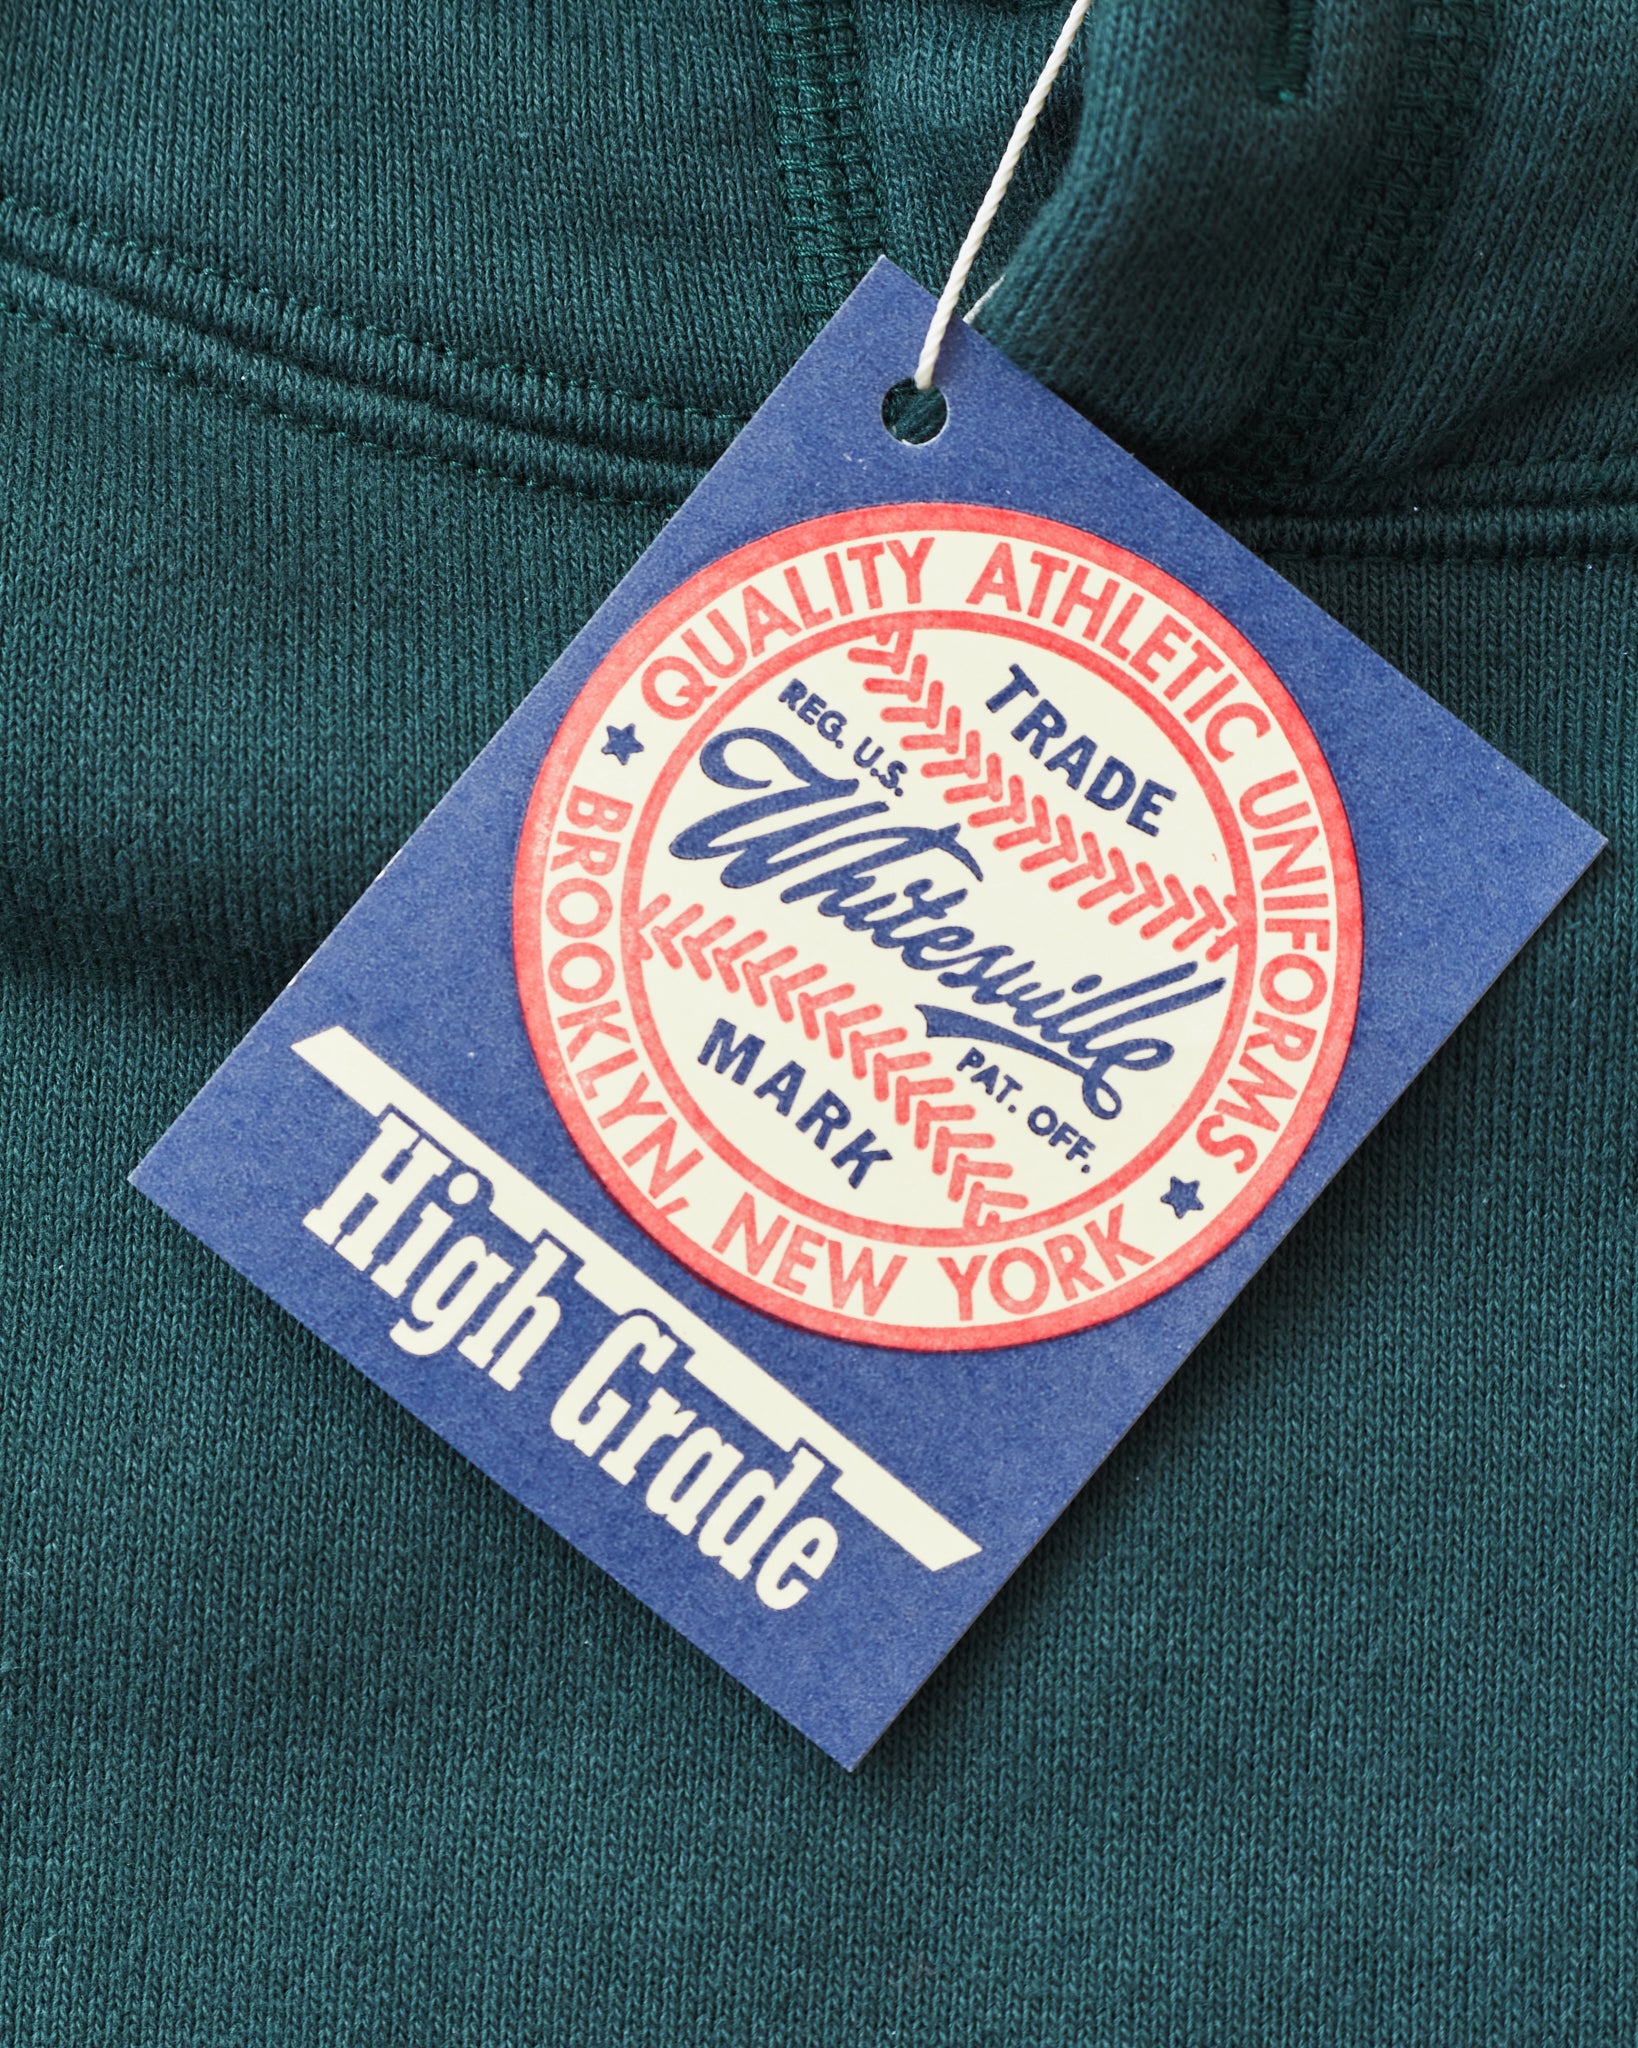 QUALITY ATHLETIC UNIFORMS
TRADE
REG. U.S.
Whitesville
PAT. OFF.
MARK
BROOKLYN, NEW YORK
High Grade